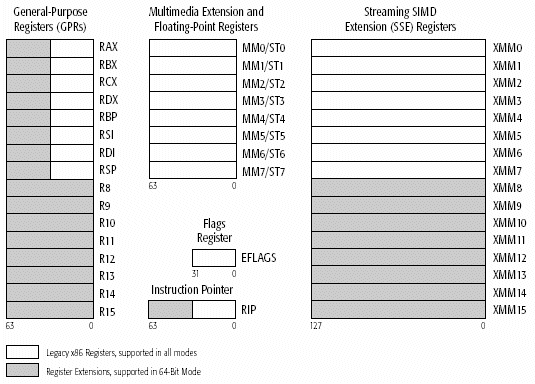 General-Purpose
Registers (GPRs)
RAX
RBX
RCX
RDX
RBP
RSI
RDI
RSP
R8
R9
R10
R11
R12
R13
R14
R15
63 0
Multimedia Extension and
Floating-Point Registers
MM0/ST0
MM1/ST1
MM2/ST2
MM3/ST3
MM4/ST4
MM5/ST5
MM6/ST6
MM7/ST7
63 0
Flags
Register
EFLAGS
31 0
Instruction Pointer
RIP
63 0
Streaming SIMD
Extension (SSE) Registers
XMM0
XMM1
XMM2
XMM3
XMM4
XMM5
XMM6
XMM7
XMM8
XMM9
XMM10
XMM11
XMM12
XMM13
XMM14
XMM15
127 0
Legacy x86 Registers, supported in all modes
Register Extensions, supported in 64-Bit Mode